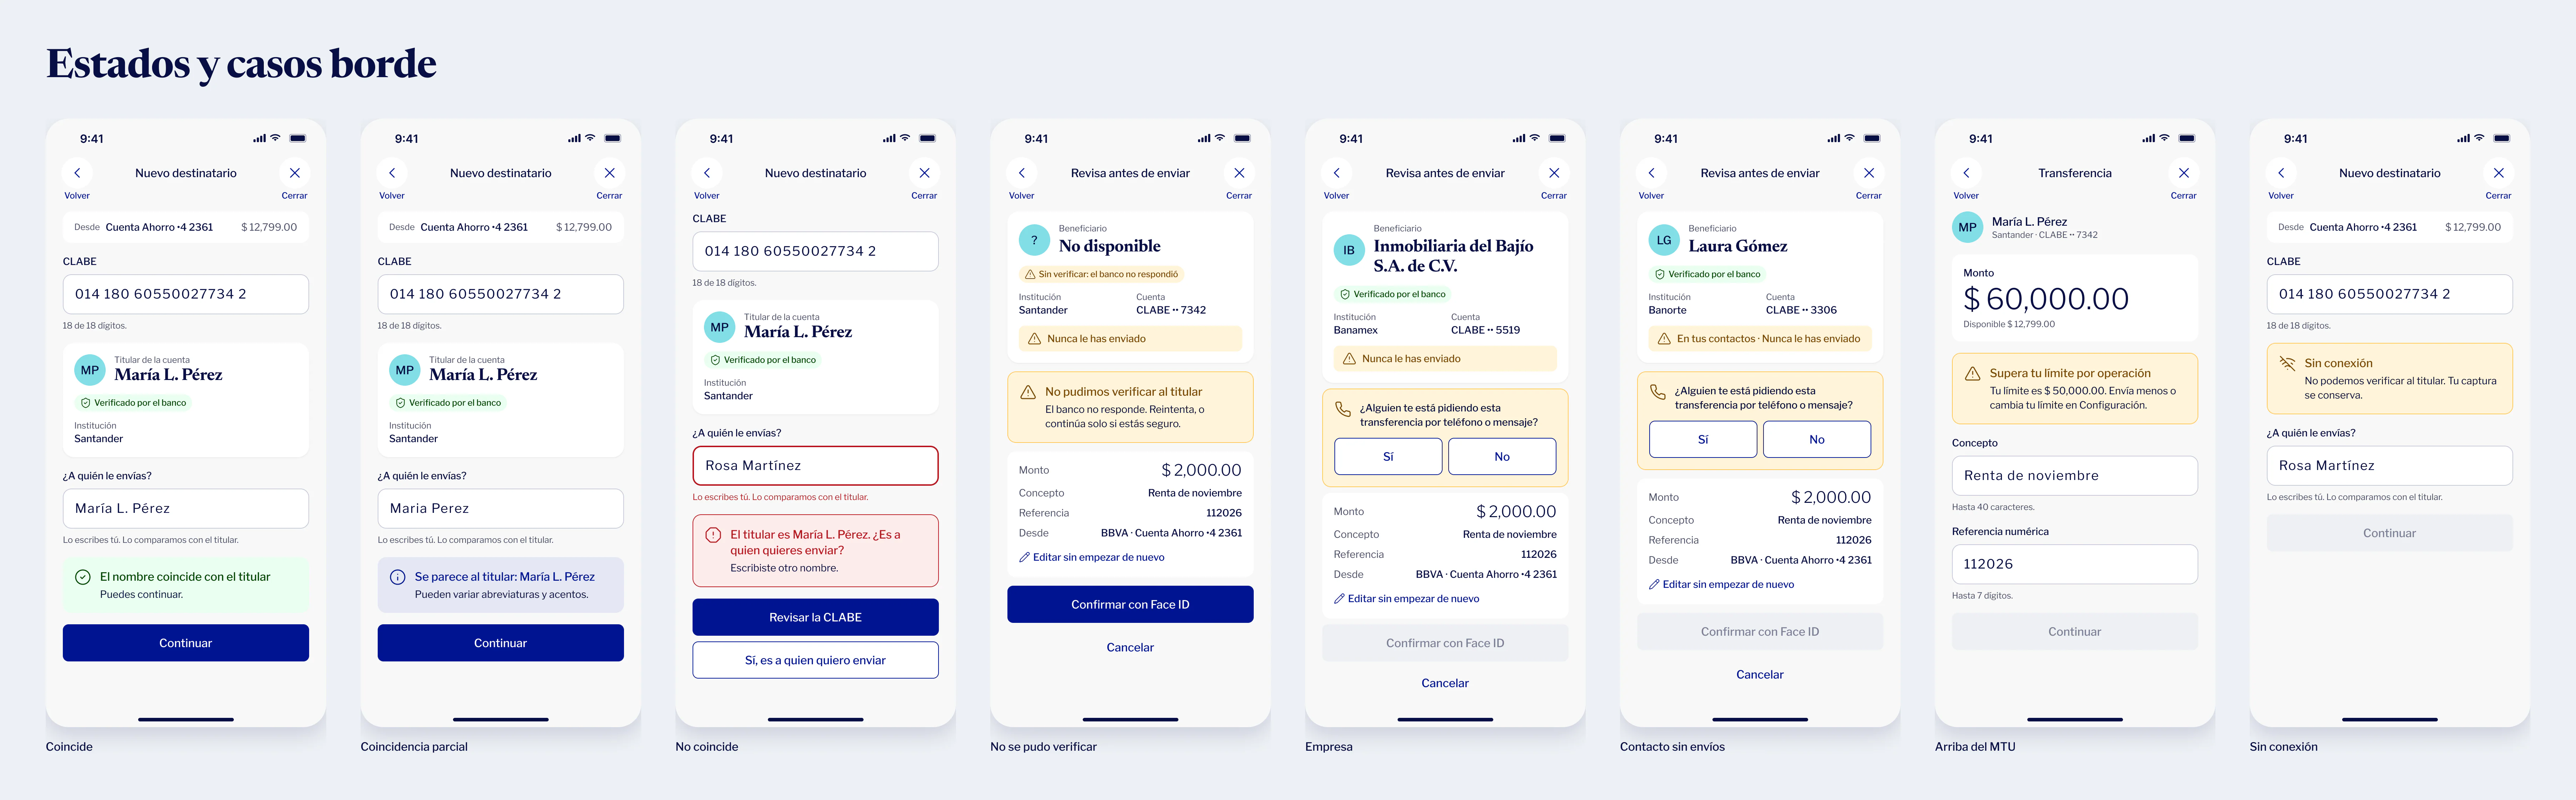 Estados y casos borde
9:41
Nuevo destinatario
Volver
Cerrar
Desde Cuenta Ahorro •4 2361 $ 12,799.00
CLABE
014 180 60550027734 2
18 de 18 dígitos.
MP
Titular de la cuenta
María L. Pérez
Verificado por el banco
Institución
Santander
¿A quién le envías?
María L. Pérez
Lo escribes tú. Lo comparamos con el titular.
El nombre coincide con el titular
Puedes continuar.
Continuar
Coincide
9:41
Nuevo destinatario
Volver
Cerrar
Desde Cuenta Ahorro •4 2361 $ 12,799.00
CLABE
014 180 60550027734 2
18 de 18 dígitos.
MP
Titular de la cuenta
María L. Pérez
Verificado por el banco
Institución
Santander
¿A quién le envías?
Maria Perez
Lo escribes tú. Lo comparamos con el titular.
Se parece al titular: María L. Pérez
Pueden variar abreviaturas y acentos.
Continuar
Coincidencia parcial
9:41
Nuevo destinatario
Volver
Cerrar
CLABE
014 180 60550027734 2
18 de 18 dígitos.
MP
Titular de la cuenta
María L. Pérez
Verificado por el banco
Institución
Santander
¿A quién le envías?
Rosa Martínez
Lo escribes tú. Lo comparamos con el titular.
El titular es María L. Pérez. ¿Es a
quien quieres enviar?
Escribiste otro nombre.
Revisar la CLABE
Sí, es a quien quiero enviar
No coincide
9:41
Revisa antes de enviar
Volver
Cerrar
?
Beneficiario
No disponible
Sin verificar: el banco no respondió
Institución Cuenta
Santander CLABE •• 7342
Nunca le has enviado
No pudimos verificar al titular
El banco no responde. Reintenta, o
continúa solo si estás seguro.
Monto $ 2,000.00
Concepto Renta de noviembre
Referencia 112026
Desde BBVA · Cuenta Ahorro •4 2361
Editar sin empezar de nuevo
Confirmar con Face ID
Cancelar
No se pudo verificar
9:41
Revisa antes de enviar
Volver
Cerrar
IB
Beneficiario
Inmobiliaria del Bajío
S.A. de C.V.
Verificado por el banco
Institución Cuenta
Banamex CLABE •• 5519
Nunca le has enviado
¿Alguien te está pidiendo esta
transferencia por teléfono o mensaje?
Sí No
Monto $ 2,000.00
Concepto Renta de noviembre
Referencia 112026
Desde BBVA · Cuenta Ahorro •4 2361
Editar sin empezar de nuevo
Confirmar con Face ID
Cancelar
Empresa
9:41
Revisa antes de enviar
Volver
Cerrar
LG
Beneficiario
Laura Gómez
Verificado por el banco
Institución Cuenta
Banorte CLABE •• 3306
En tus contactos · Nunca le has enviado
¿Alguien te está pidiendo esta
transferencia por teléfono o mensaje?
Sí No
Monto $ 2,000.00
Concepto Renta de noviembre
Referencia 112026
Desde BBVA · Cuenta Ahorro •4 2361
Editar sin empezar de nuevo
Confirmar con Face ID
Cancelar
Contacto sin envíos
9:41
Transferencia
Volver
Cerrar
MP
María L. Pérez
Santander · CLABE •• 7342
Monto
$ 60,000.00
Disponible $ 12,799.00
Supera tu límite por operación
Tu límite es $ 50,000.00. Envía menos o
cambia tu límite en Configuración.
Concepto
Renta de noviembre
Hasta 40 caracteres.
Referencia numérica
112026
Hasta 7 dígitos.
Continuar
Arriba del MTU
9:41
Nuevo destinatario
Volver
Cerrar
Desde Cuenta Ahorro •4 2361 $ 12,799.00
CLABE
014 180 60550027734 2
18 de 18 dígitos.
Sin conexión
No podemos verificar al titular. Tu captura
se conserva.
¿A quién le envías?
Rosa Martínez
Lo escribes tú. Lo comparamos con el titular.
Continuar
Sin conexión